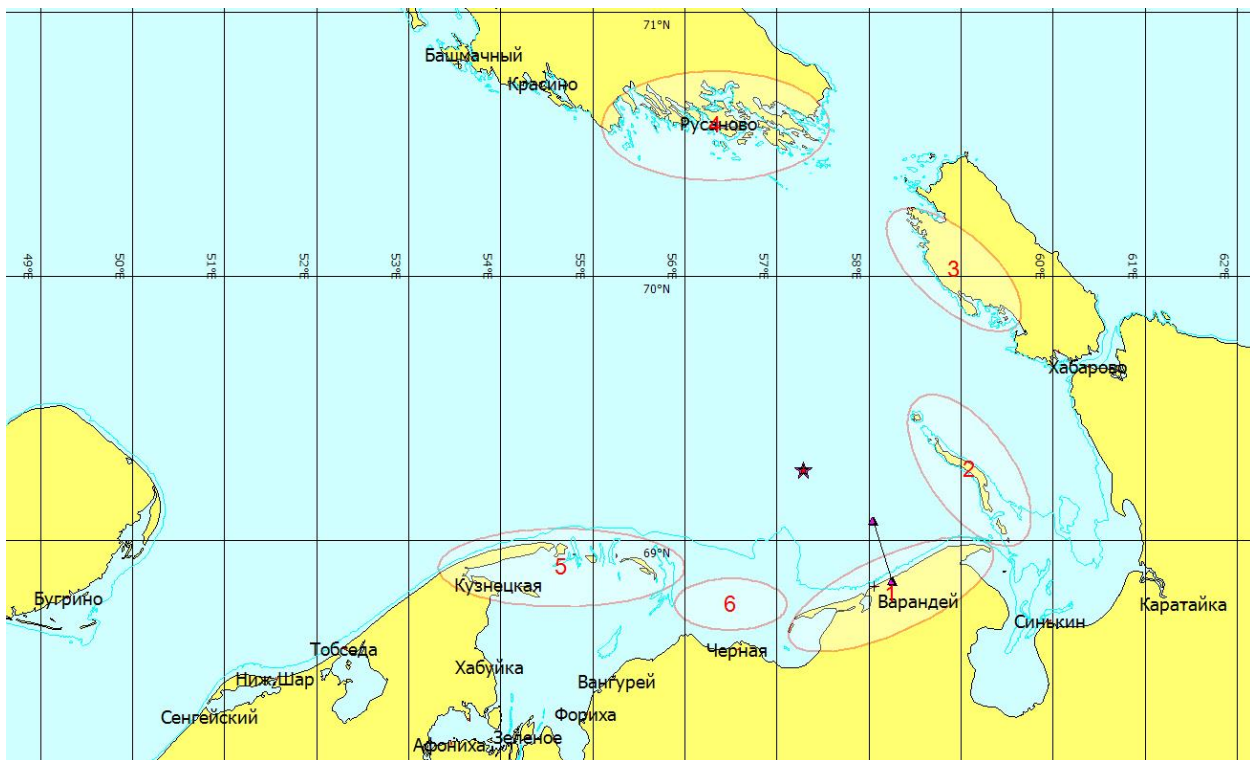 71°N
Башмачный
Красино
Русаново
4
3
49°E
50°E
51°E
52°E
53°E
54°E
55°E
56°E
57°E
58°E
60°E
61°E
62°E
70°N
Хабарово
2
69°N
5
Кузнецкая
6
1
Варандей
Бугрино
Каратайка
Синькин
Тобседа
Черная
Хабуйка
Ниж.Шар
Вангурей
Сенгейский
Фориха
Зеленое
Афониха